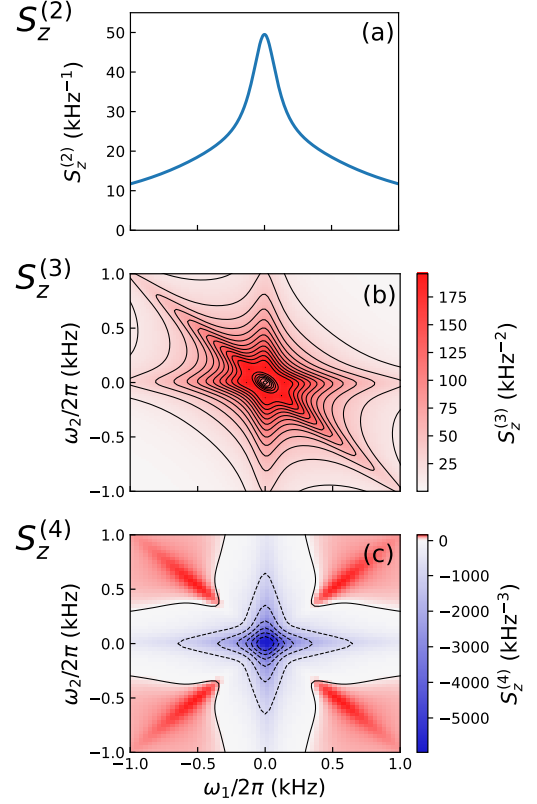 S_z^(2)
(a)
50
40
30
20
10
0
S_z^(2) (kHz^−1)
S_z^(3)
(b)
1.0
0.5
0.0
−0.5
−1.0
ω_2/2π (kHz)
175
150
125
100
75
50
25
S_z^(3) (kHz^−2)
S_z^(4)
(c)
1.0
0.5
0.0
−0.5
−1.0
ω_2/2π (kHz)
−1.0 −0.5 0.0 0.5 1.0
ω_1/2π (kHz)
0
−1000
−2000
−3000
−4000
−5000
S_z^(4) (kHz^−3)